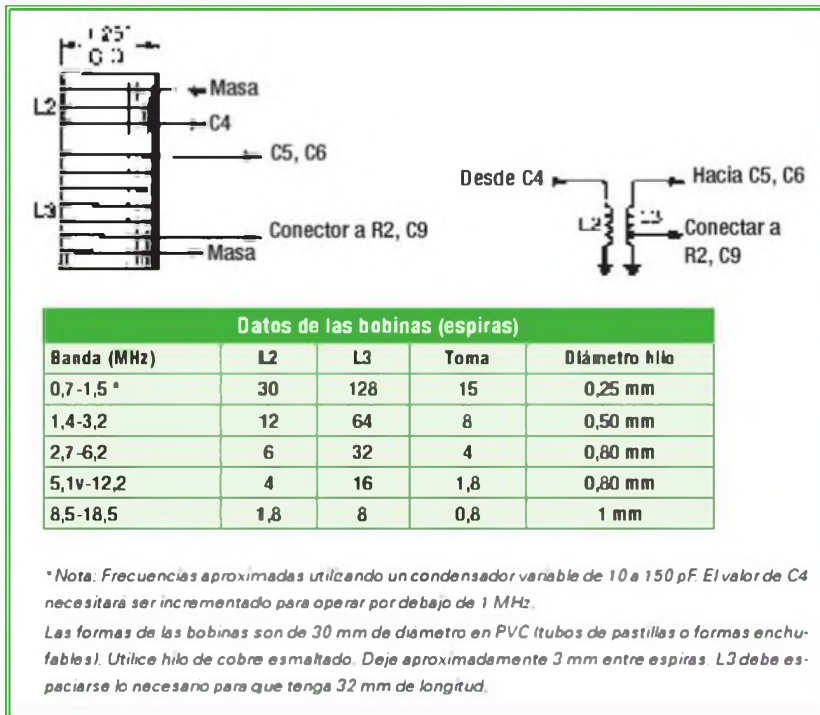 1.25"
O.D.
Masa
L2
C4
C5, C6
L3
Conector a R2, C9
Masa
Desde C4
Hacia C5, C6
L2
L3
Conectar a
R2, C9
Datos de las bobinas (espiras)
Banda (MHz) L2 L3 Toma Diámetro hilo
0,7-1,5 * 30 128 15 0,25 mm
1,4-3,2 12 64 8 0,50 mm
2,7-6,2 6 32 4 0,80 mm
5,1v-12,2 4 16 1,8 0,80 mm
8,5-18,5 1,8 8 0,8 1 mm
*Nota: Frecuencias aproximadas utilizando un condensador variable de 10 a 150 pF. El valor de C4
necesitará ser incrementado para operar por debajo de 1 MHz.
Las formas de las bobinas son de 30 mm de diámetro en PVC (tubos de pastillas o formas enchu-
fables). Utilice hilo de cobre esmaltado. Deje aproximadamente 3 mm entre espiras. L3 debe es-
paciarse lo necesario para que tenga 32 mm de longitud.